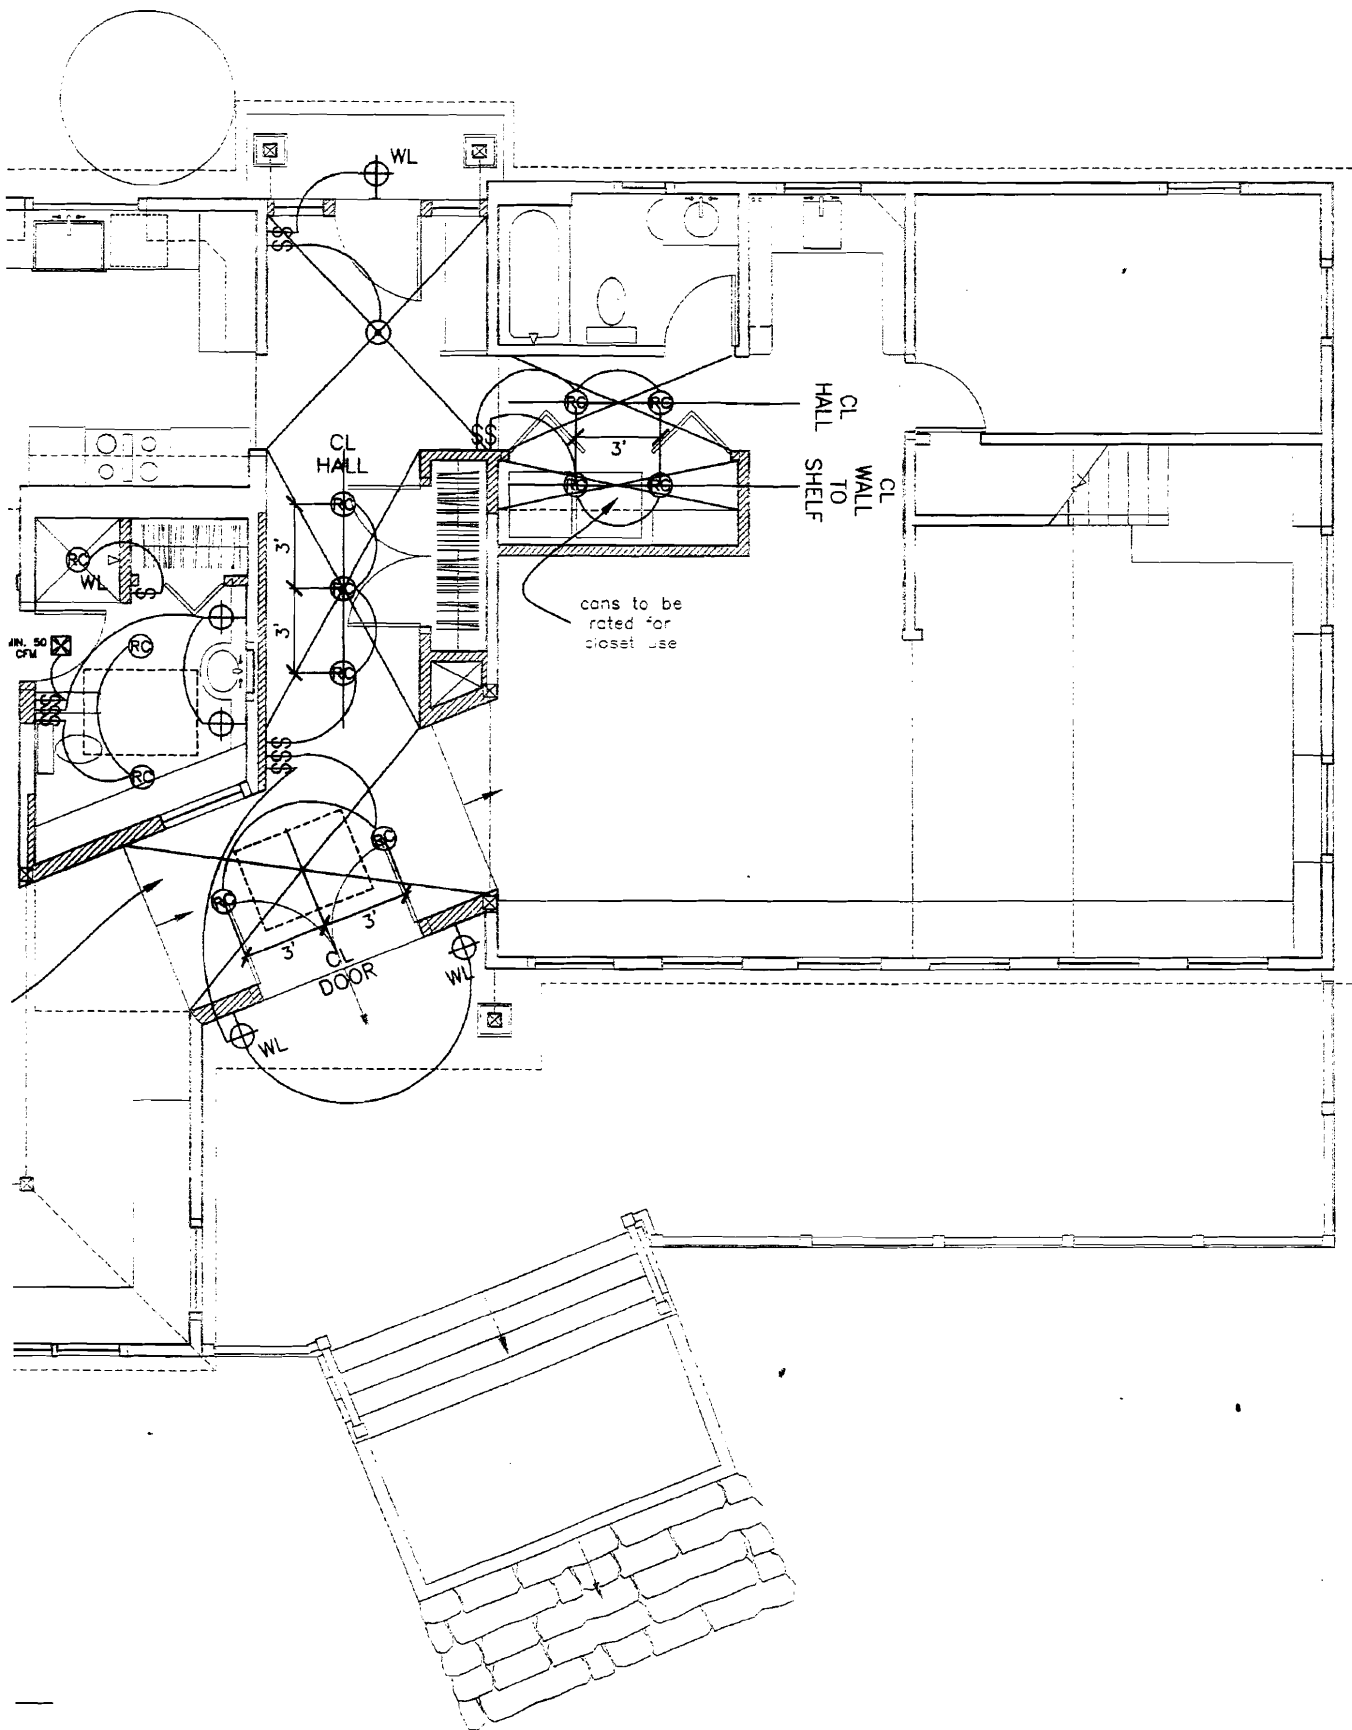 WL
$$
CL
HALL
RC
RC
$$
3'
CL
HALL
RC
RC
CL
WALL
TO
SHELF
RC
3'
RC
3'
RC
RC
WL
$
cans to be
rated for
closet use
MIN. 50
CFM
RC
$$$
RC
$$$
RC
RC
3'
3'
CL
DOOR
WL
WL